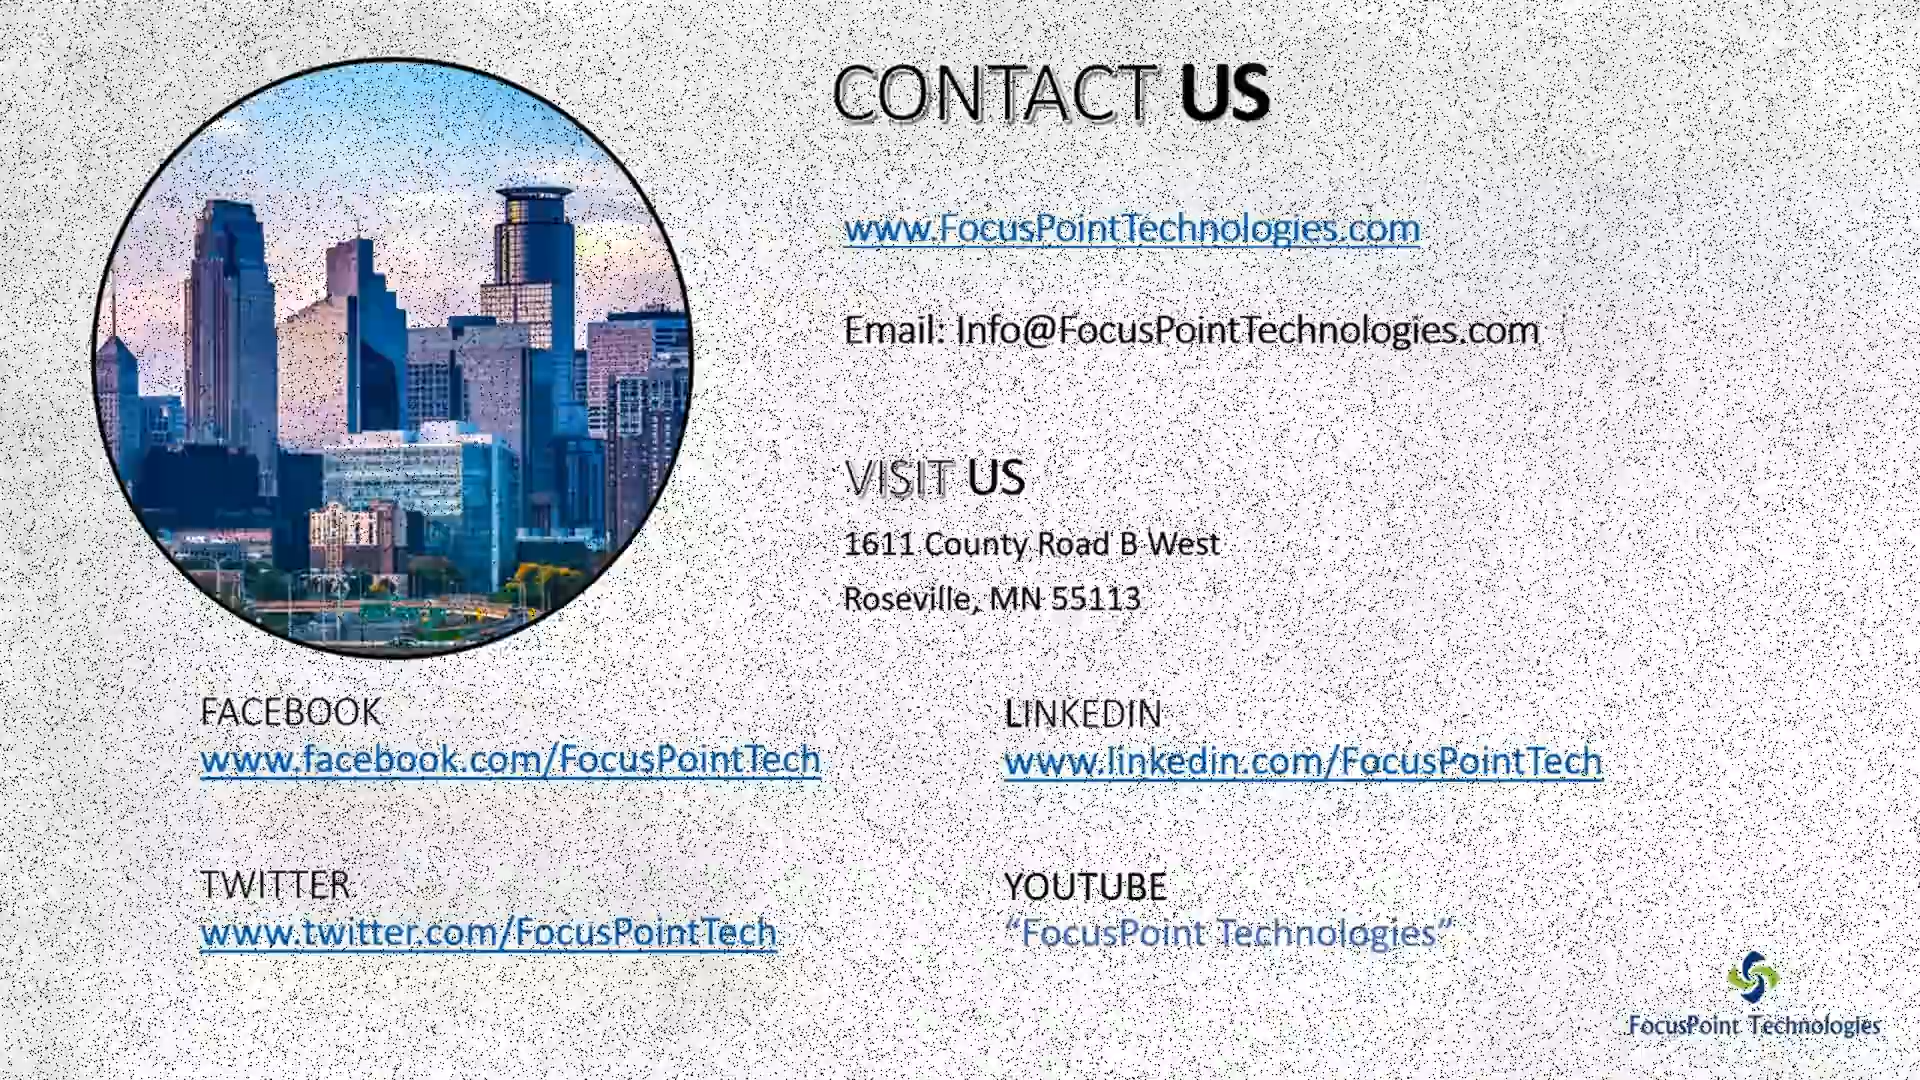 CONTACT US
www.FocusPointTechnologies.com
Email: Info@FocusPointTechnologies.com
VISIT US
1611 County Road B West
Roseville, MN 55113
FACEBOOK
www.facebook.com/FocusPointTech
LINKEDIN
www.linkedin.com/FocusPointTech
TWITTER
www.twitter.com/FocusPointTech
YOUTUBE
“FocusPoint Technologies”
FocusPoint Technologies